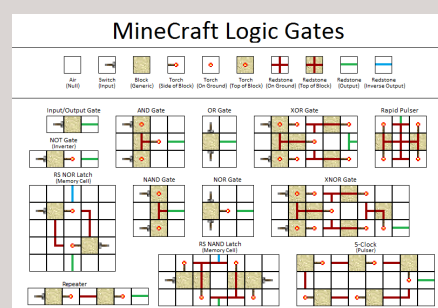 MineCraft Logic Gates
Air
(Null)
Switch
(Input)
Block
(Generic)
Torch
(Side of Block)
Torch
(On Ground)
Torch
(Top of Block)
Redstone
(On Ground)
Redstone
(Top of Block)
Redstone
(Output)
Redstone
(Inverse Output)
Input/Output Gate
AND Gate
OR Gate
XOR Gate
Rapid Pulser
NOT Gate
(Invertar)
RS NOR Latch
(Memory Cell)
NAND Gate
NOR Gate
XNOR Gate
RS NAND Latch
(Memory Cell)
5-Clock
(Pulsar)
Repeater